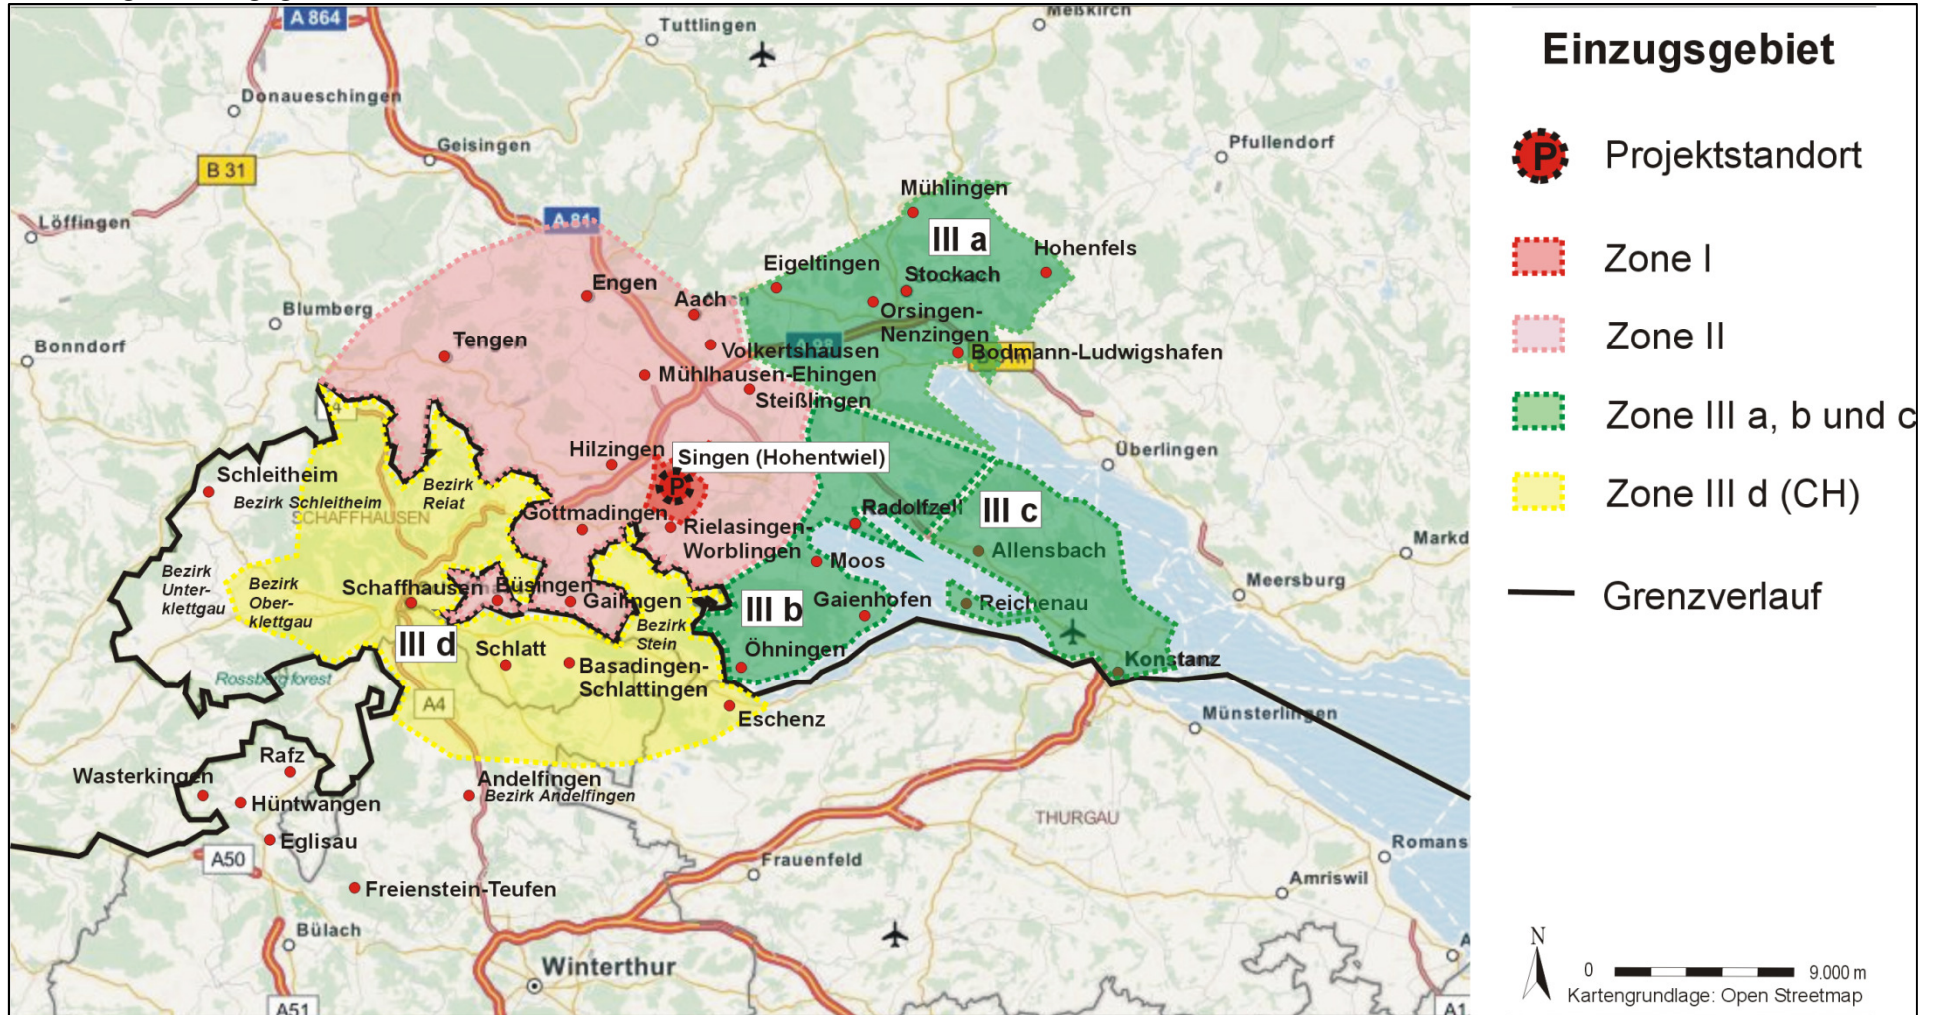 A 864
Tuttlingen
Meßkirch
Donaueschingen
Geisingen
Pfullendorf
B 31
Löffingen
A 81
Mühlingen
III a
Hohenfels
Eigeltingen
Stockach
Engen
Aach
Orsingen-
Nenzingen
Blumberg
Tengen
Bonndorf
A 98
Volkertshausen
Bodmann-Ludwigshafen
Mühlhausen-Ehingen
Steißlingen
Hilzingen
Singen (Hohentwiel)
P
Überlingen
Schleitheim
Bezirk Schleitheim
SCHAFFHAUSEN
Bezirk
Reiat
Gottmadingen
Rielasingen-
Worblingen
Radolfzell
III c
Allensbach
Markd
Moos
Meersburg
Bezirk
Unter-
klettgau
Bezirk
Ober-
klettgau
Schaffhausen
Büsingen
Gailingen
III b
Gaienhofen
Reichenau
Bezirk
Stein
III d
Schlatt
Öhningen
Basadingen-
Schlattingen
Konstanz
Rossberg forest
A4
Eschenz
Münsterlingen
Rafz
Wasterkingen
Hüntwangen
Andelfingen
Bezirk Andelfingen
Eglisau
THURGAU
A50
Frauenfeld
Romans
Freienstein-Teufen
Amriswil
Bülach
Winterthur
A51
A1
Einzugsgebiet
P Projektstandort
Zone I
Zone II
Zone III a, b und c
Zone III d (CH)
Grenzverlauf
N
0 9.000 m
Kartengrundlage: Open Streetmap